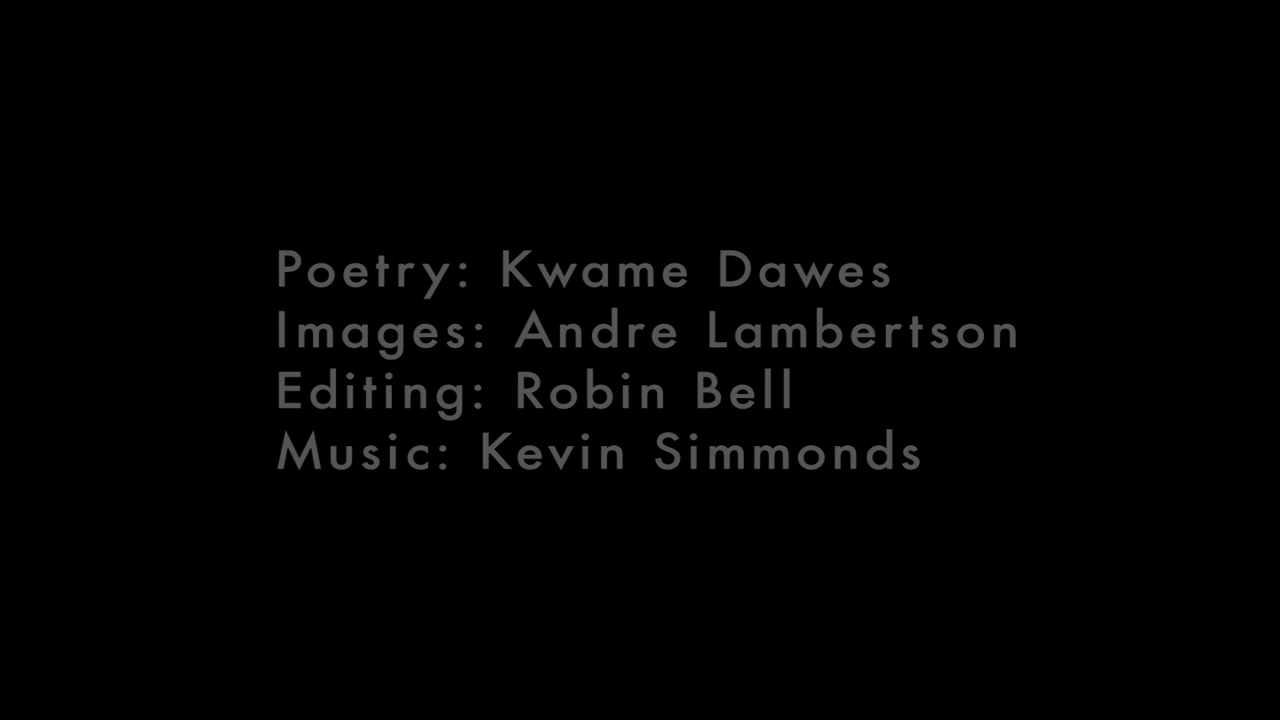 Poetry: Kwame Dawes
Images: Andre Lambertson
Editing: Robin Bell
Music: Kevin Simmonds